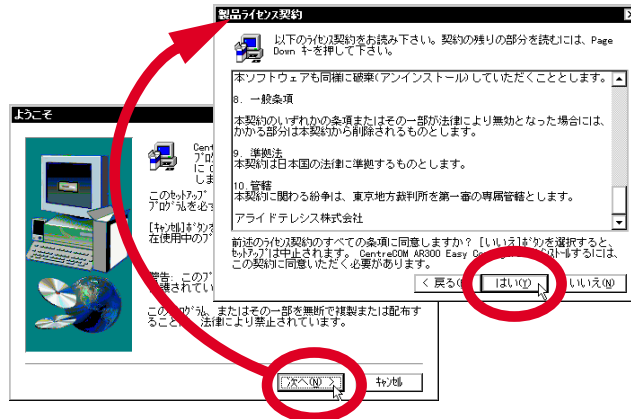 製品ライセンス契約
以下のライセンス契約をお読み下さい。契約の残りの部分を読むには、Page
Down キーを押して下さい。
本ソフトウェアも同様に破棄(アンインストール)していただくこととします。
8. 一般条項
本契約のいずれかの条項またはその一部が法律により無効となった場合には、
かかる部分は本契約から削除されるものとします。
9. 準拠法
本契約は日本国の法律に準拠するものとします。
10.管轄
本契約に関わる紛争は、東京地方裁判所を第一審の専属管轄とします。
アライドテレシス株式会社
前述のライセンス契約のすべての条項に同意しますか? [いいえ]ボタンを選択すると、
セットアップは中止されます。 CentreCOM AR300 Easy
この契約に同意いただく必要があります。
< 戻る
はい(Y)
いいえ(N)
ようこそ
Cent
プロ
に C
しま
このセットアップ
プログラムを必ず
[キャンセル]ボタンを
在使用中のプ
警告: このプ
護されてい
このプログラム、またはその一部を無断で複製または配布す
ること 法律により禁止されています。
次へ(N) >
キャンセル